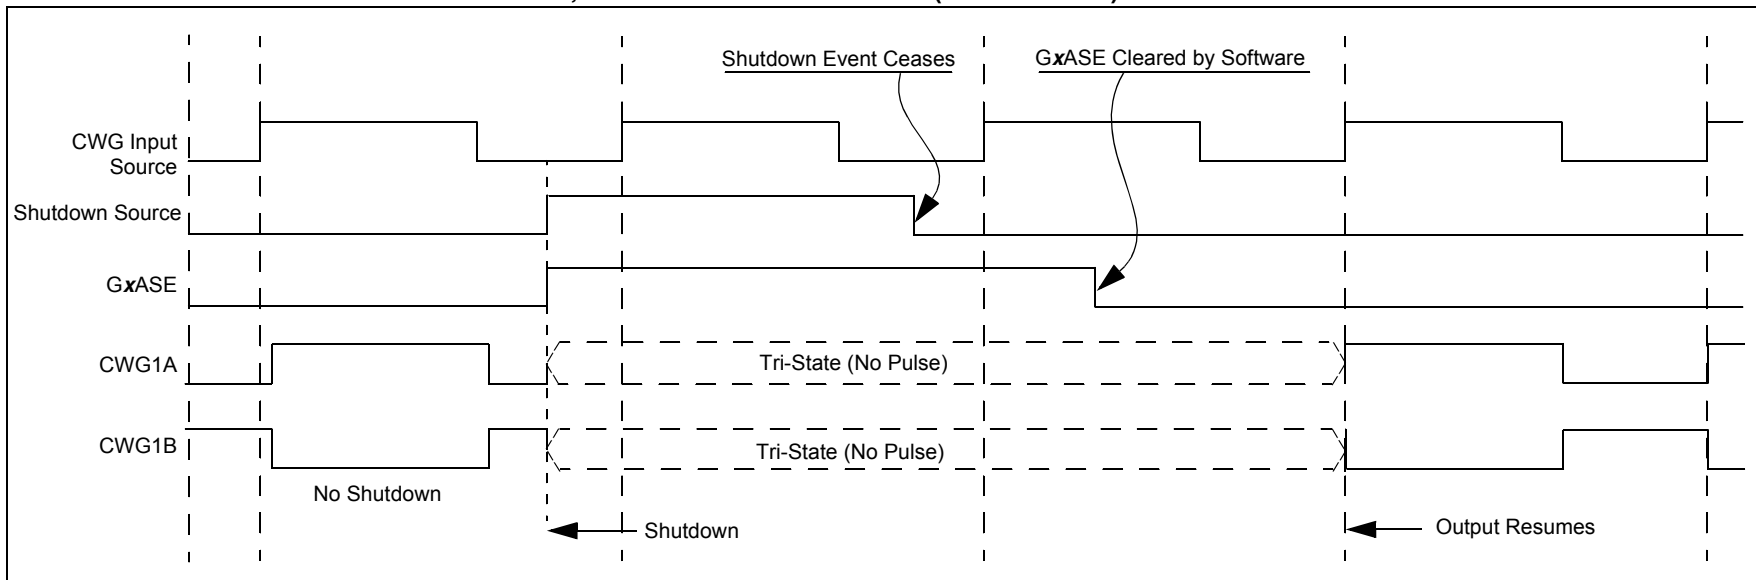 Shutdown Event Ceases
GxASE Cleared by Software
CWG Input
Source
Shutdown Source
GxASE
CWG1A
Tri-State (No Pulse)
CWG1B
Tri-State (No Pulse)
No Shutdown
Shutdown
Output Resumes